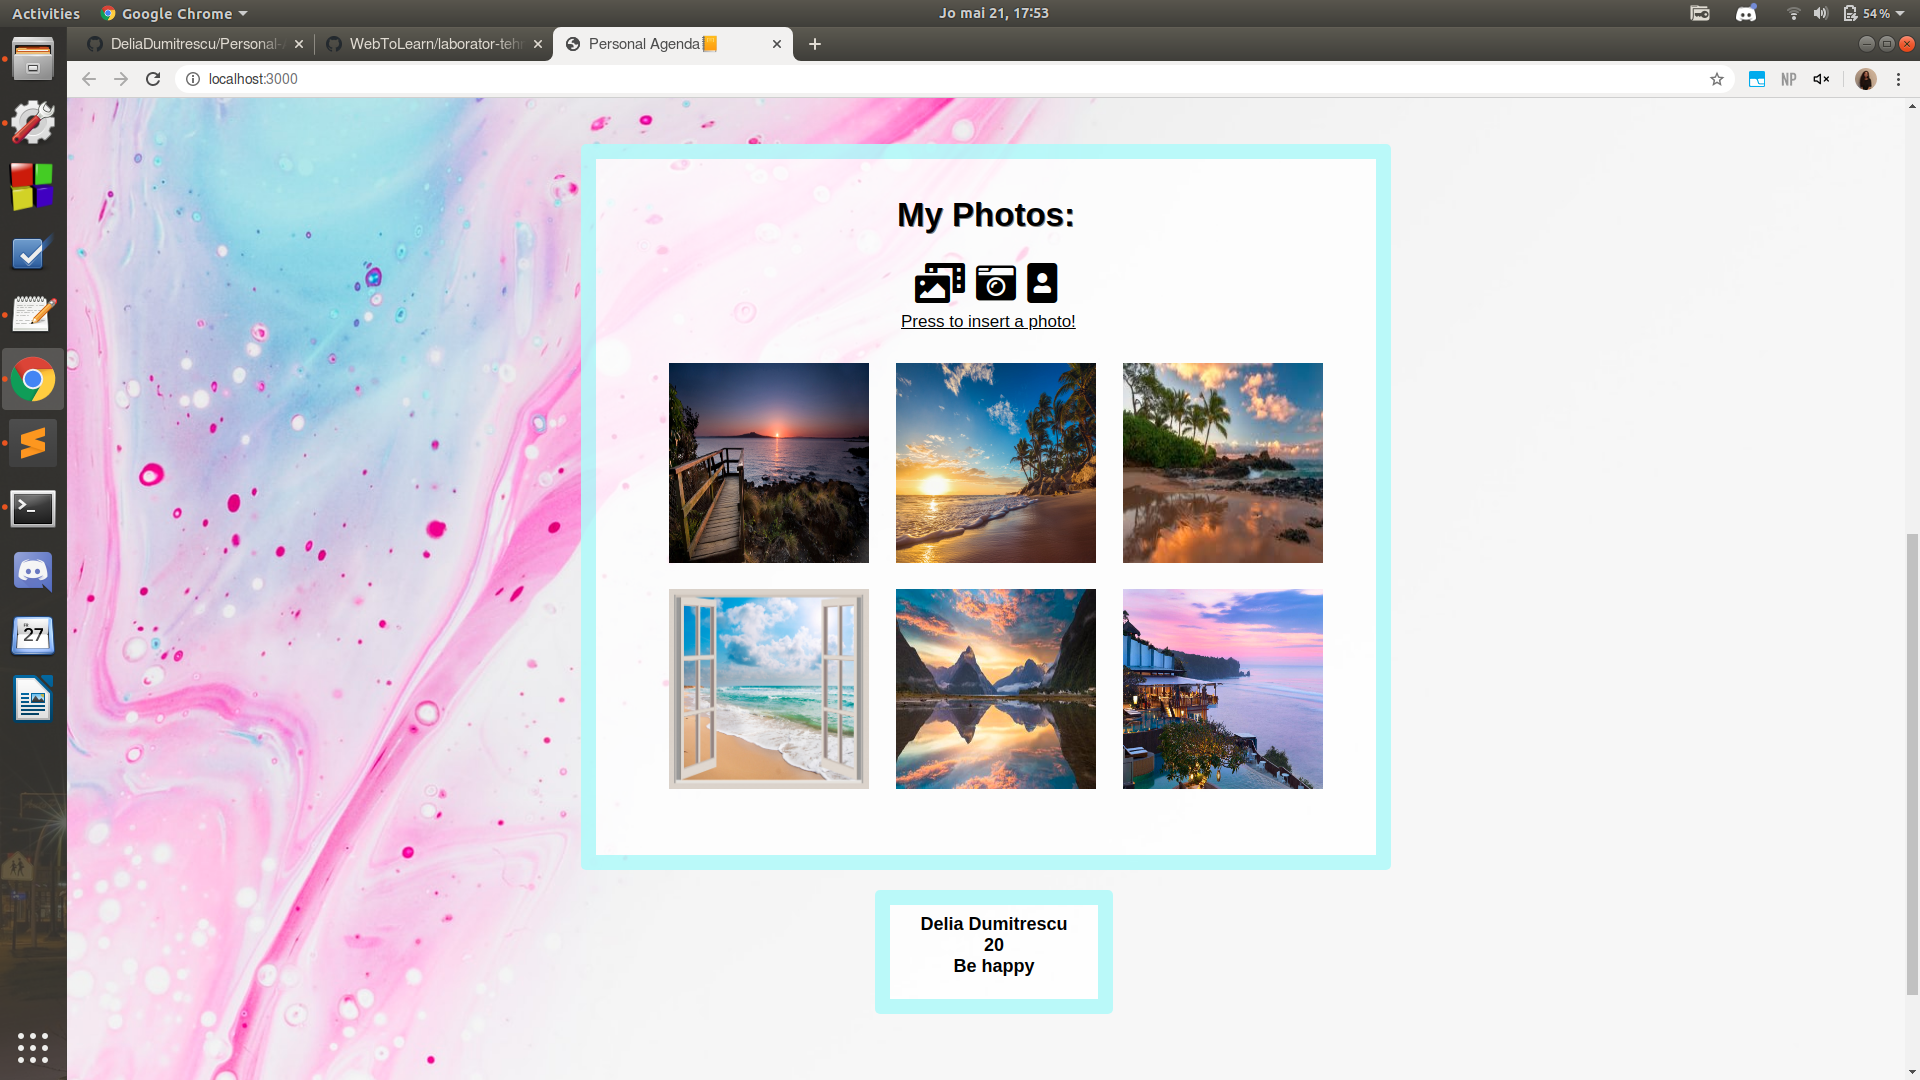 Activities
Google Chrome
Jo mai 21, 17:53
54 %
DeliaDumitrescu/Personal-
WebToLearn/laborator-teh
Personal Agenda📒
localhost:3000
NP
My Photos:
Press to insert a photo!
27
Delia Dumitrescu
20
Be happy